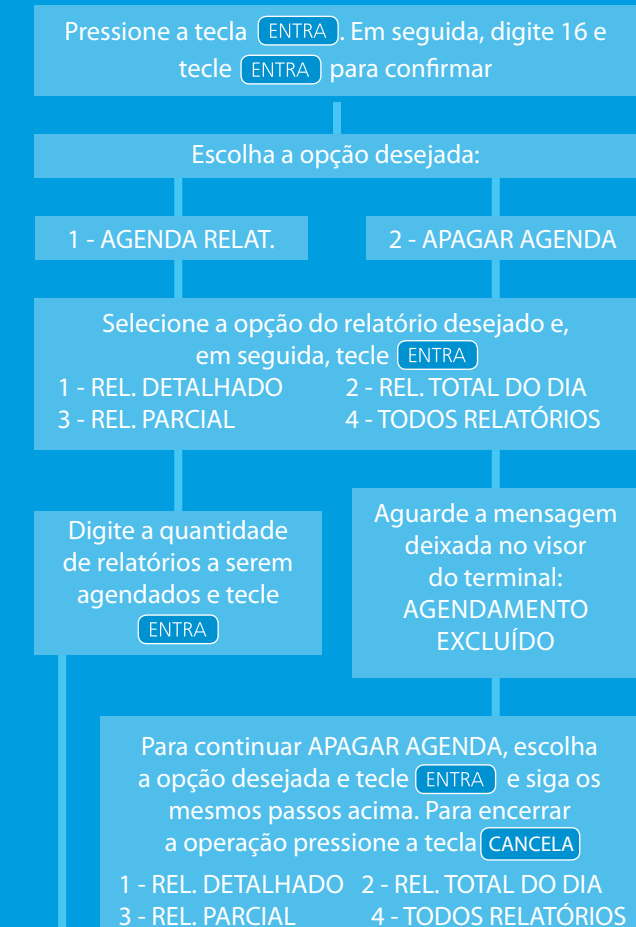 Pressione a tecla ENTRA. Em seguida, digite 16 e
tecle ENTRA para confirmar
Escolha a opção desejada:
1 - AGENDA RELAT.
2 - APAGAR AGENDA
Selecione a opção do relatório desejado e,
em seguida, tecle ENTRA
1 - REL. DETALHADO 2 - REL. TOTAL DO DIA
3 - REL. PARCIAL 4 - TODOS RELATÓRIOS
Digite a quantidade
de relatórios a serem
agendados e tecle
ENTRA
Aguarde a mensagem
deixada no visor
do terminal:
AGENDAMENTO
EXCLUÍDO
Para continuar APAGAR AGENDA, escolha
a opção desejada e tecle ENTRA e siga os
mesmos passos acima. Para encerrar
a operação pressione a tecla CANCELA
1 - REL. DETALHADO 2 - REL. TOTAL DO DIA
3 - REL. PARCIAL 4 - TODOS RELATÓRIOS